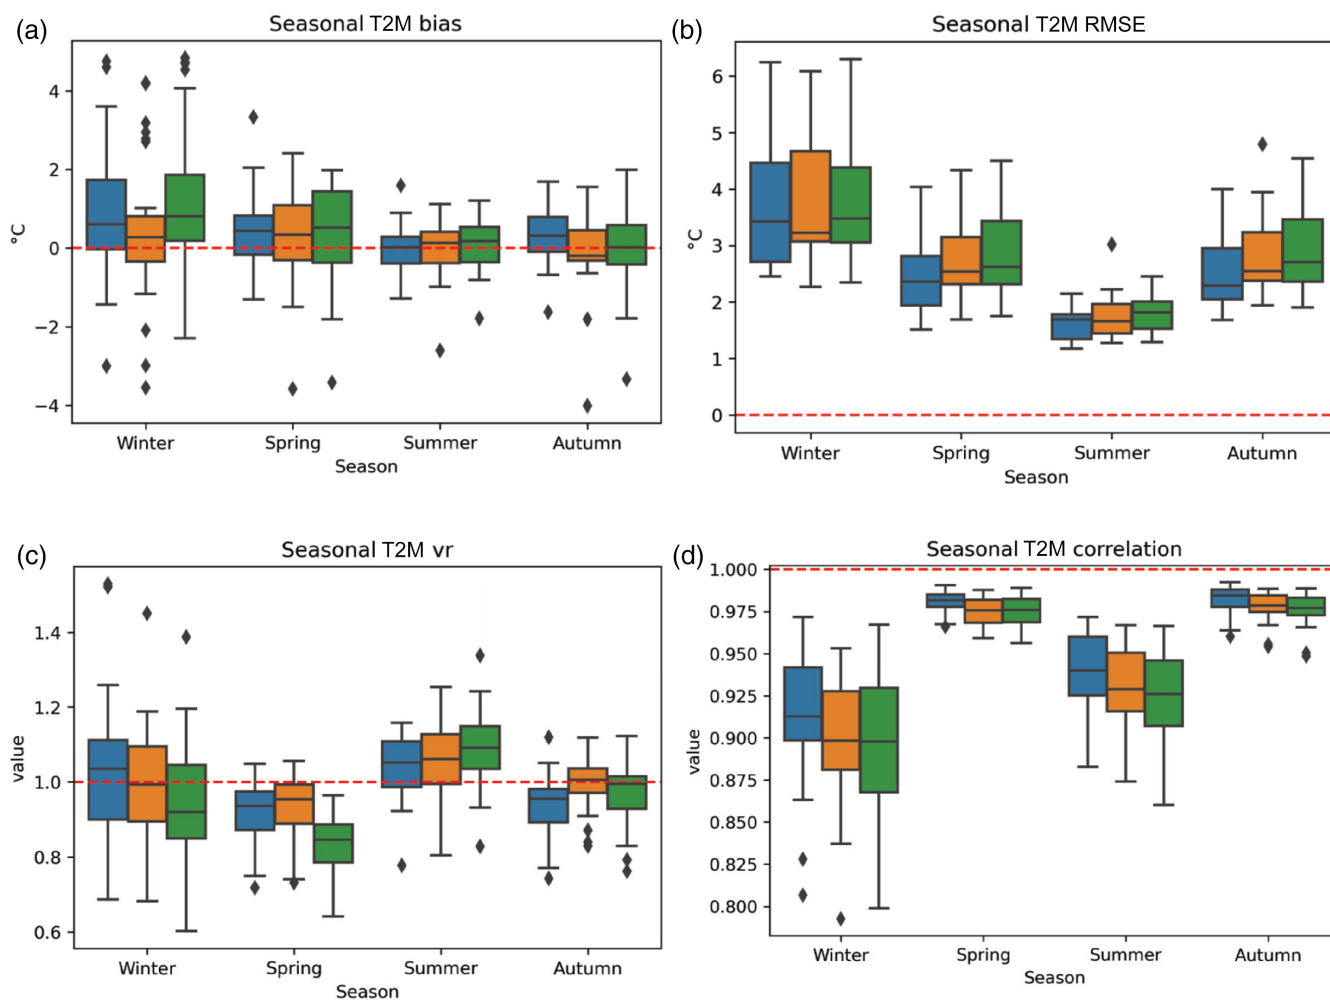 (a)
Seasonal T2M bias
°C
4
2
0
−2
−4
Winter Spring Summer Autumn
Season
(b)
Seasonal T2M RMSE
°C
6
5
4
3
2
1
0
Winter Spring Summer Autumn
Season
(c)
Seasonal T2M vr
value
1.4
1.2
1.0
0.8
0.6
Winter Spring Summer Autumn
Season
(d)
Seasonal T2M correlation
value
1.000
0.975
0.950
0.925
0.900
0.875
0.850
0.825
0.800
Winter Spring Summer Autumn
Season